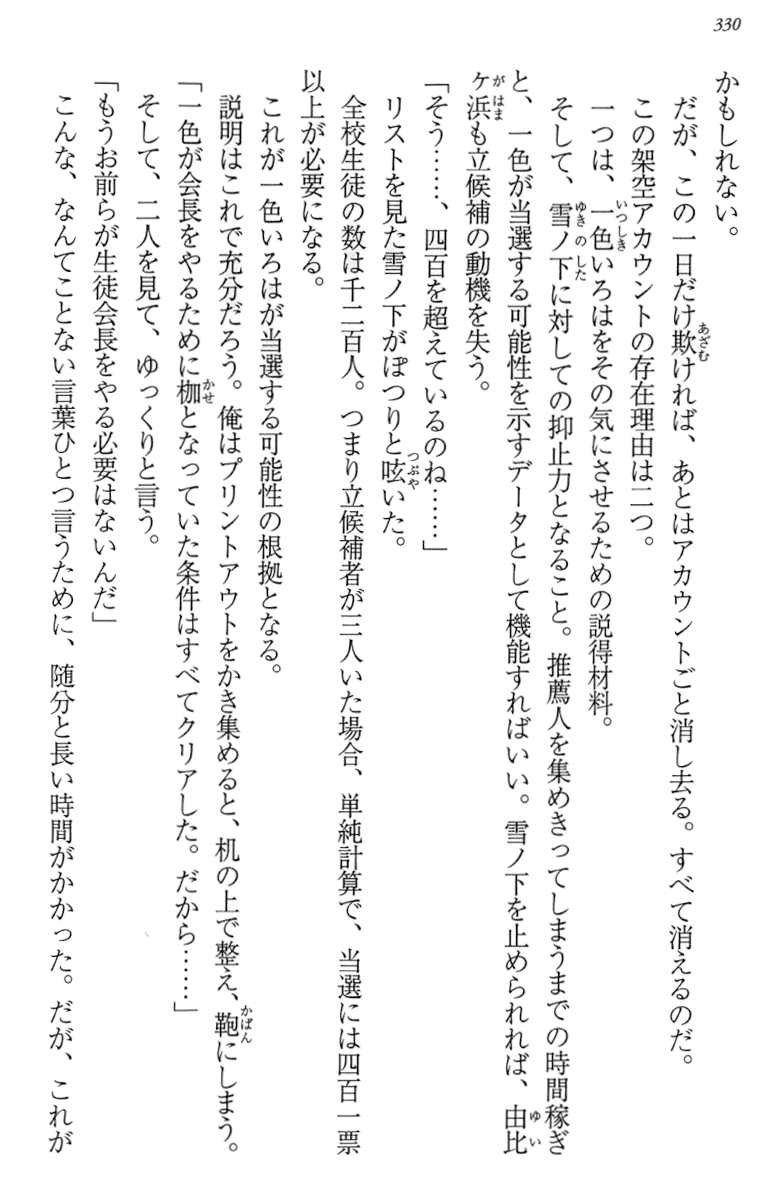 330
かもしれない。
だが、この一日だけ欺ければ、あとはアカウントごと消し去る。すべて消えるのだ。
この架空アカウントの存在理由は二つ。
一つは、一色いろはをその気にさせるための説得材料。
そして、雪ノ下に対しての抑止力となること。推薦人を集めきってしまうまでの時間稼ぎ
と、一色が当選する可能性を示すデータとして機能すればいい。雪ノ下を止められれば、由比
ヶ浜も立候補の動機を失う。
「そう……、四百を超えているのね……」
リストを見た雪ノ下がぽつりと呟いた。
全校生徒の数は千二百人。つまり立候補者が三人いた場合、単純計算で、当選には四百一票
以上が必要になる。
これが一色いろはが当選する可能性の根拠となる。
説明はこれで充分だろう。俺はプリントアウトをかき集めると、机の上で整え、鞄にしまう。
「一色が会長をやるために枷となっていた条件はすべてクリアした。だから……」
そして、二人を見て、ゆっくりと言う。
「もうお前らが生徒会長をやる必要はないんだ」
こんな、なんてことない言葉ひとつ言うために、随分と長い時間がかかった。だが、これが